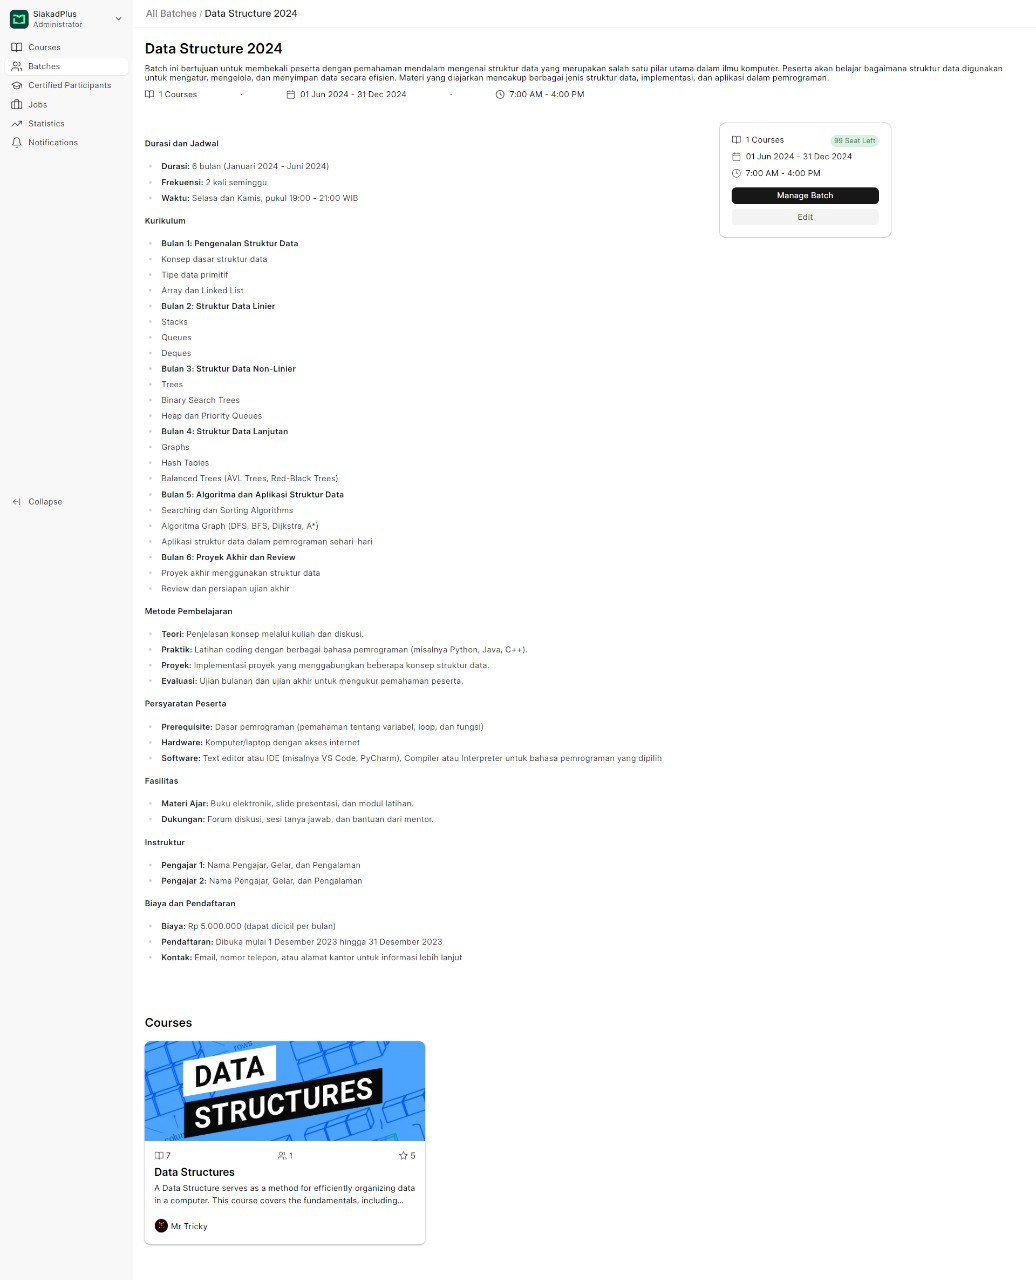 SiakadPlus
Administrator
Courses
Batches
Certified Participants
Jobs
Statistics
Notifications
Collapse
All Batches / Data Structure 2024
Data Structure 2024
Batch ini bertujuan untuk membekali peserta dengan pemahaman mendalam mengenai struktur data yang merupakan salah satu pilar utama dalam ilmu komputer. Peserta akan belajar bagaimana struktur data digunakan
untuk mengatur, mengelola, dan menyimpan data secara efisien. Materi yang diajarkan mencakup berbagai jenis struktur data, implementasi, dan aplikasi dalam pemrograman.
1 Courses · 01 Jun 2024 - 31 Dec 2024 · 7:00 AM - 4:00 PM
1 Courses 99 Seat Left
01 Jun 2024 - 31 Dec 2024
7:00 AM - 4:00 PM
Manage Batch
Edit
Durasi dan Jadwal
Durasi: 6 bulan (Januari 2024 - Juni 2024)
Frekuensi: 2 kali seminggu
Waktu: Selasa dan Kamis, pukul 19:00 - 21:00 WIB
Kurikulum
Bulan 1: Pengenalan Struktur Data
Konsep dasar struktur data
Tipe data primitif
Array dan Linked List
Bulan 2: Struktur Data Linier
Stacks
Queues
Deques
Bulan 3: Struktur Data Non-Linier
Trees
Binary Search Trees
Heap dan Priority Queues
Bulan 4: Struktur Data Lanjutan
Graphs
Hash Tables
Balanced Trees (AVL Trees, Red-Black Trees)
Bulan 5: Algoritma dan Aplikasi Struktur Data
Searching dan Sorting Algorithms
Algoritma Graph (DFS, BFS, Dijkstra, A*)
Aplikasi struktur data dalam pemrograman sehari-hari
Bulan 6: Proyek Akhir dan Review
Proyek akhir menggunakan struktur data
Review dan persiapan ujian akhir
Metode Pembelajaran
Teori: Penjelasan konsep melalui kuliah dan diskusi.
Praktik: Latihan coding dengan berbagai bahasa pemrograman (misalnya Python, Java, C++).
Proyek: Implementasi proyek yang menggabungkan beberapa konsep struktur data.
Evaluasi: Ujian bulanan dan ujian akhir untuk mengukur pemahaman peserta.
Persyaratan Peserta
Prerequisite: Dasar pemrograman (pemahaman tentang variabel, loop, dan fungsi)
Hardware: Komputer/laptop dengan akses internet
Software: Text editor atau IDE (misalnya VS Code, PyCharm), Compiler atau Interpreter untuk bahasa pemrograman yang dipilih
Fasilitas
Materi Ajar: Buku elektronik, slide presentasi, dan modul latihan.
Dukungan: Forum diskusi, sesi tanya jawab, dan bantuan dari mentor.
Instruktur
Pengajar 1: Nama Pengajar, Gelar, dan Pengalaman
Pengajar 2: Nama Pengajar, Gelar, dan Pengalaman
Biaya dan Pendaftaran
Biaya: Rp 5.000.000 (dapat dicicil per bulan)
Pendaftaran: Dibuka mulai 1 Desember 2023 hingga 31 Desember 2023
Kontak: Email, nomor telepon, atau alamat kantor untuk informasi lebih lanjut
Courses
rows
DATA
STRUCTURES
colum
7 1 5
Data Structures
A Data Structure serves as a method for efficiently organizing data
in a computer. This course covers the fundamentals, including...
Mr Tricky